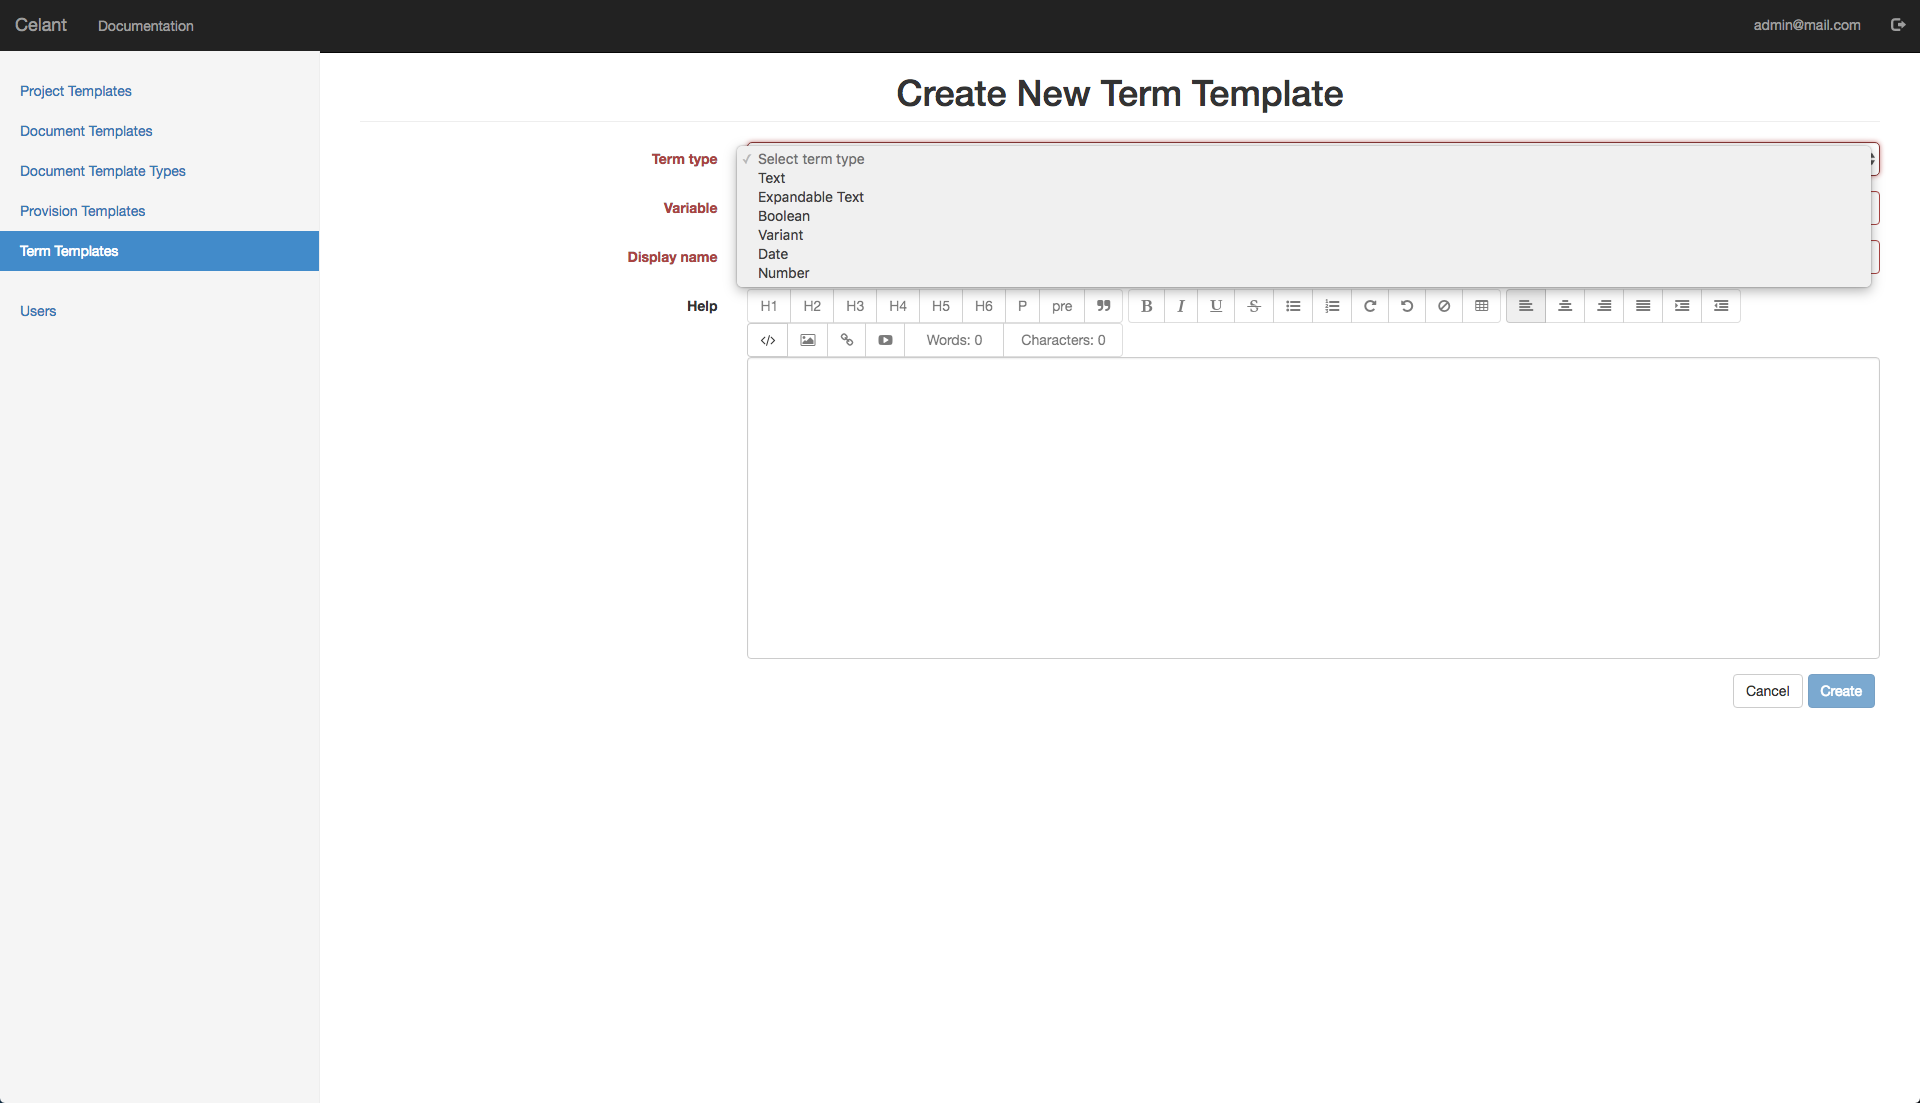 Celant Documentation admin@mail.com
Project Templates
Document Templates
Document Template Types
Provision Templates
Term Templates
Users
Create New Term Template
Term type
✓ Select term type
Text
Expandable Text
Boolean
Variant
Date
Number
Variable
Display name
Help
H1 H2 H3 H4 H5 H6 P pre B I U S
Words: 0 Characters: 0
Cancel Create